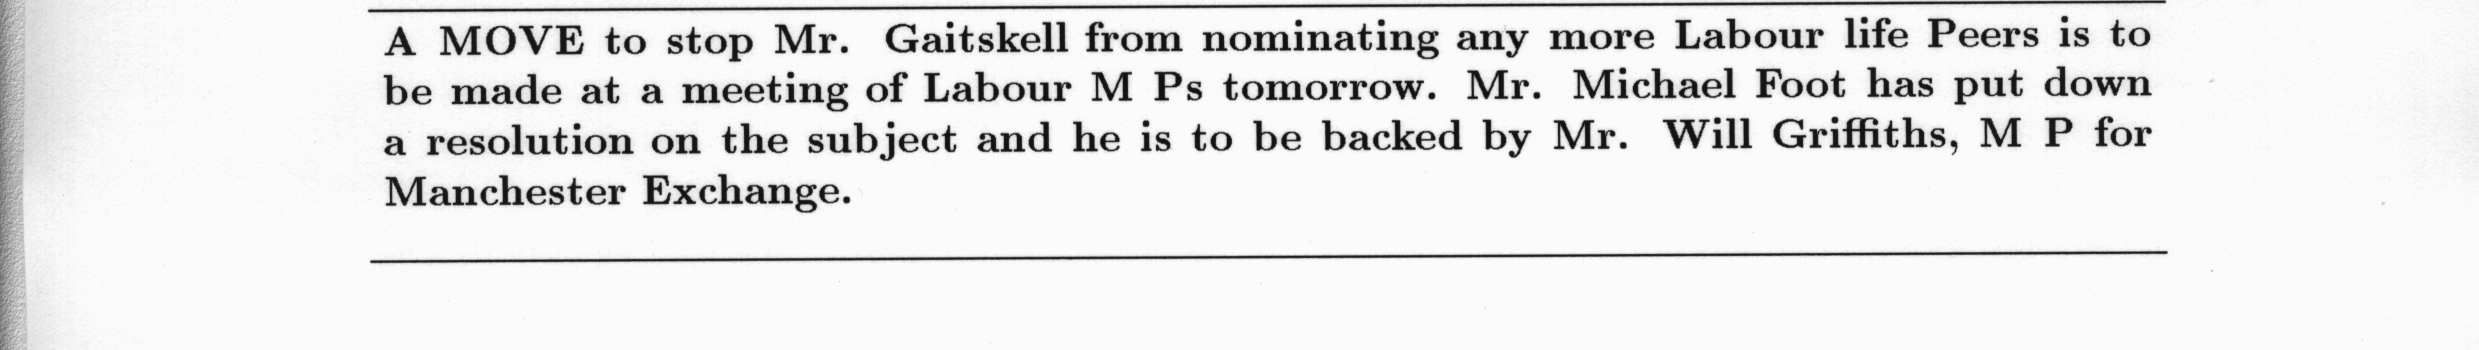 A MOVE to stop Mr. Gaitskell from nominating any more Labour life Peers is to
be made at a meeting of Labour M Ps tomorrow. Mr. Michael Foot has put down
a resolution on the subject and he is to be backed by Mr. Will Griffiths, M P for
Manchester Exchange.